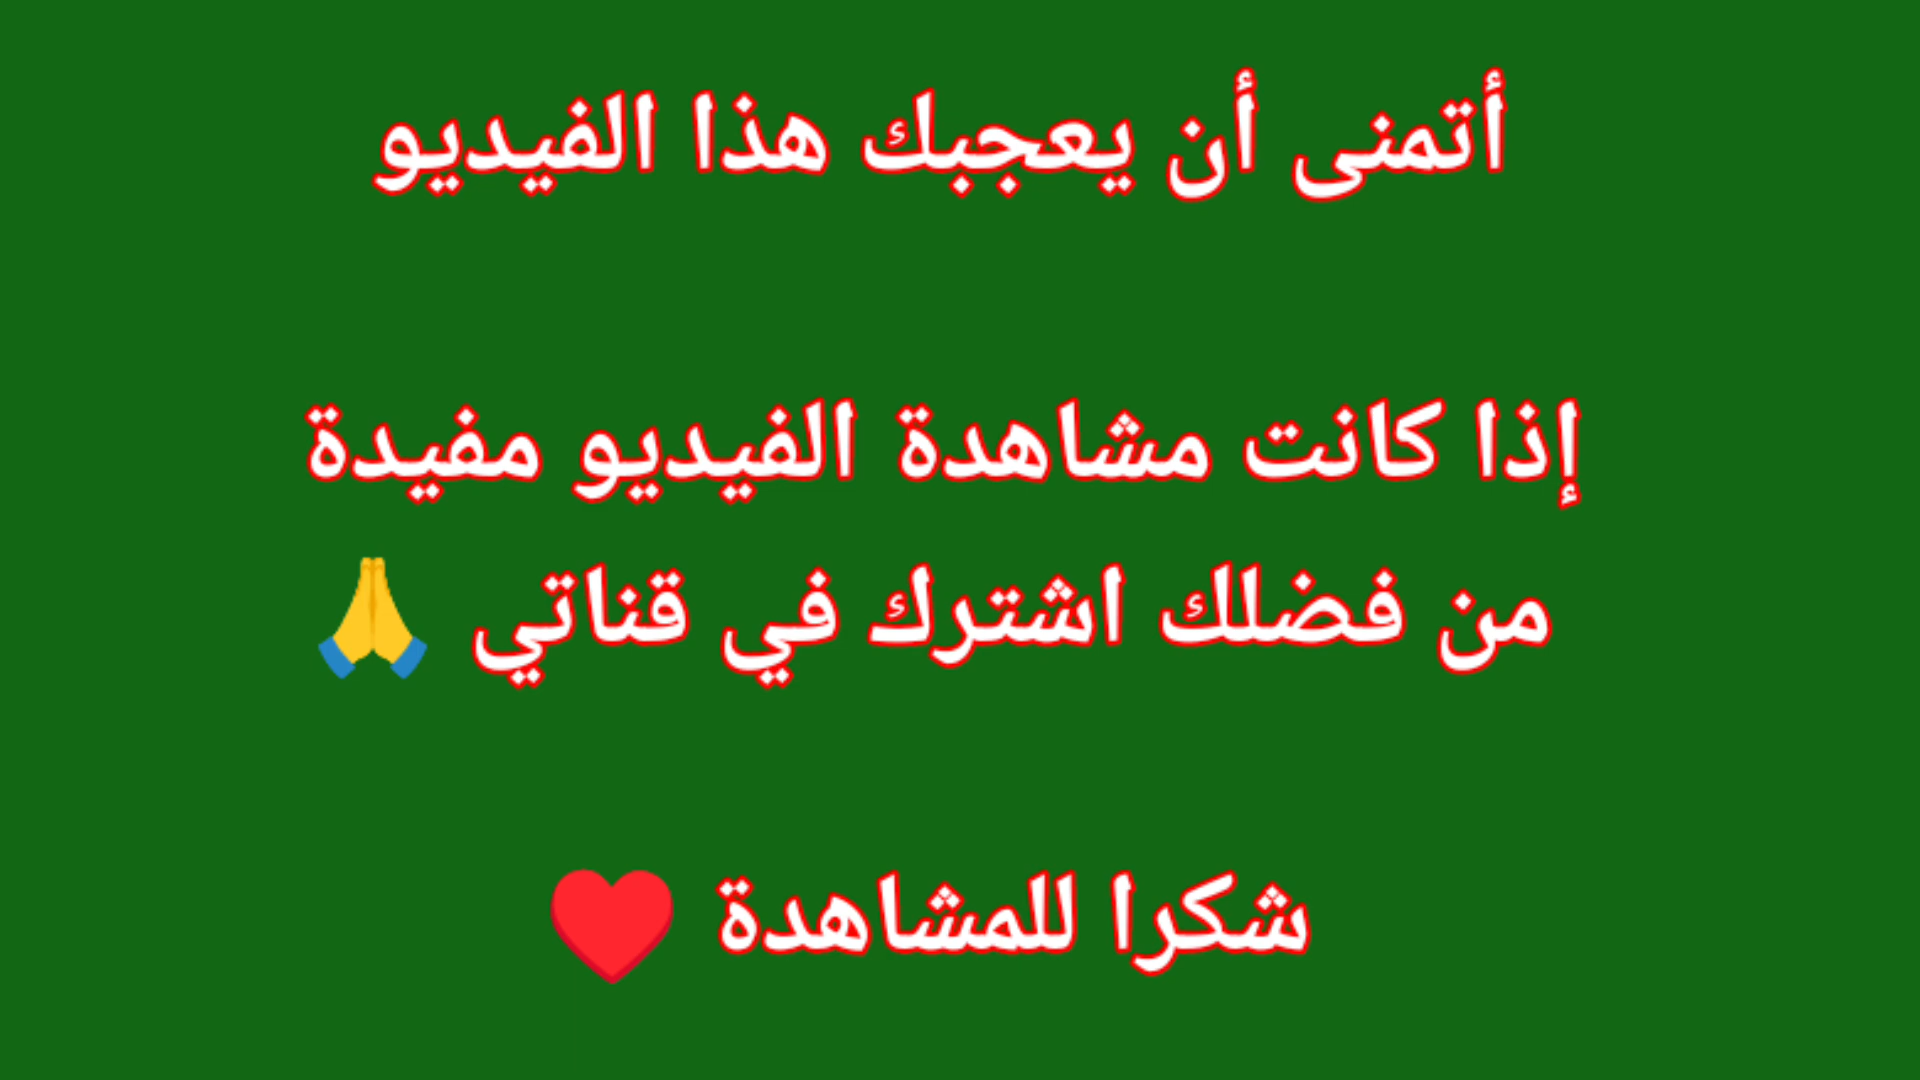 أتمنى أن يعجبك هذا الفيديو
إذا كانت مشاهدة الفيديو مفيدة
من فضلك اشترك في قناتي 🙏
شكرا للمشاهدة ❤️